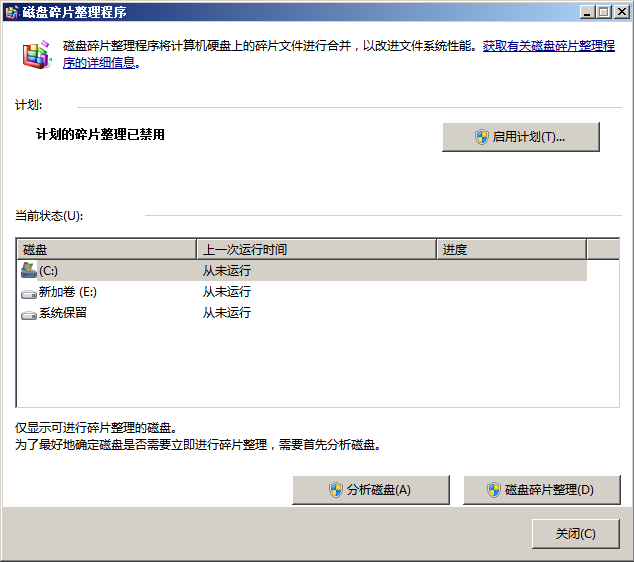 磁盘碎片整理程序
磁盘碎片整理程序将计算机硬盘上的碎片文件进行合并，以改进文件系统性能。获取有关磁盘碎片整理程
序的详细信息。
计划:
计划的碎片整理已禁用
启用计划(T)...
当前状态(U):
磁盘 上一次运行时间 进度
(C:) 从未运行
新加卷 (E:) 从未运行
系统保留 从未运行
仅显示可进行碎片整理的磁盘。
为了最好地确定磁盘是否需要立即进行碎片整理，需要首先分析磁盘。
分析磁盘(A) 磁盘碎片整理(D)
关闭(C)